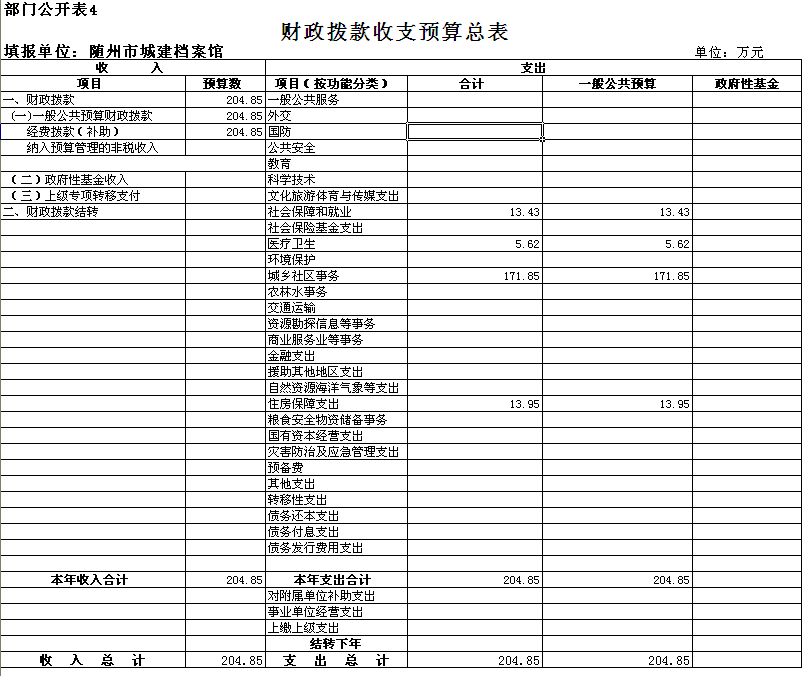 部门公开表4
财政拨款收支预算总表
填报单位：随州市城建档案馆 单位：万元
收 入 支出
项目 预算数 项目（按功能分类） 合计 一般公共预算 政府性基金
一、财政拨款 204.85 一般公共服务
(一)一般公共预算财政拨款 204.85 外交
经费拨款（补助） 204.85 国防
纳入预算管理的非税收入 公共安全
教育
（二）政府性基金收入 科学技术
（三）上级专项转移支付 文化旅游体育与传媒支出
二、财政拨款结转 社会保障和就业 13.43 13.43
社会保险基金支出
医疗卫生 5.62 5.62
环境保护
城乡社区事务 171.85 171.85
农林水事务
交通运输
资源勘探信息等事务
商业服务业等事务
金融支出
援助其他地区支出
自然资源海洋气象等支出
住房保障支出 13.95 13.95
粮食安全物资储备事务
国有资本经营支出
灾害防治及应急管理支出
预备费
其他支出
转移性支出
债务还本支出
债务付息支出
债务发行费用支出
本年收入合计 204.85 本年支出合计 204.85 204.85
对附属单位补助支出
事业单位经营支出
上缴上级支出
结转下年
收 入 总 计 204.85 支 出 总 计 204.85 204.85